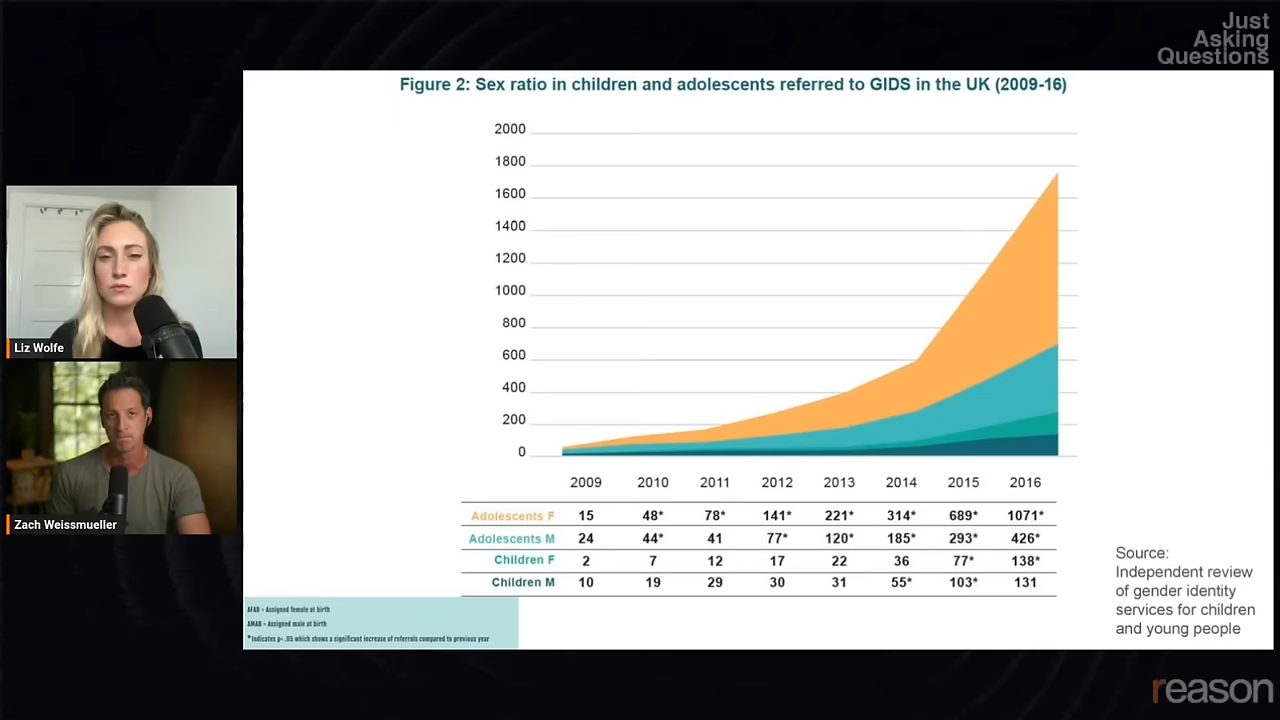 Just
Asking
Questions
Figure 2: Sex ratio in children and adolescents referred to GIDS in the UK (2009-16)
2000
1800
1600
1400
1200
1000
800
600
400
200
0
2009 2010 2011 2012 2013 2014 2015 2016
Adolescents F 15 48* 78* 141* 221* 314* 689* 1071*
Adolescents M 24 44* 41 77* 120* 185* 293* 426*
Children F 2 7 12 17 22 36 77* 138*
Children M 10 19 29 30 31 55* 103* 131
AFAB = Assigned female at birth
AMAB = Assigned male at birth
*Indicates p< .05 which shows a significant increase of referrals compared to previous year
Source:
Independent review
of gender identity
services for children
and young people
Liz Wolfe
Zach Weissmueller
reason